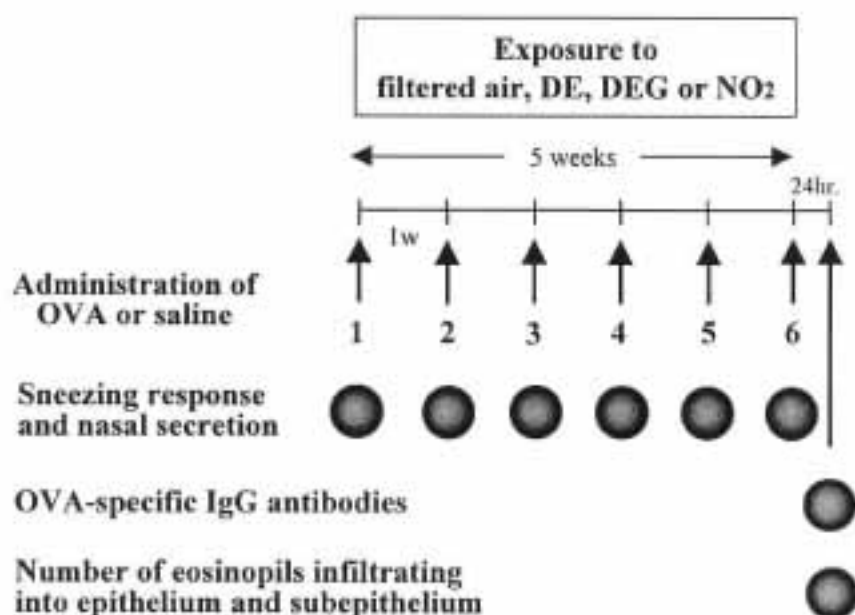 Exposure to
filtered air, DE, DEG or NO2
5 weeks
24hr.
1w
Administration of
OVA or saline
1 2 3 4 5 6
Sneezing response
and nasal secretion
OVA-specific IgG antibodies
Number of eosinopils infiltrating
into epithelium and subepithelium